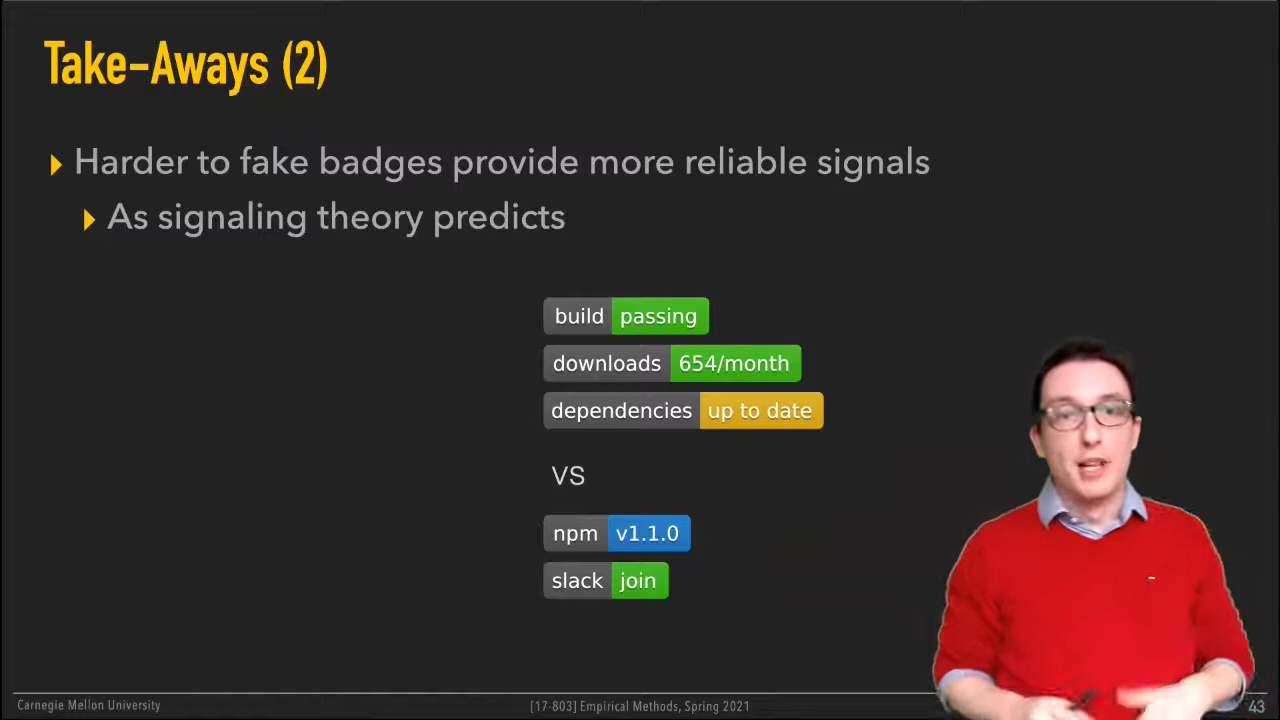 Take-Aways (2)
Harder to fake badges provide more reliable signals
As signaling theory predicts
build passing
downloads 654/month
dependencies up to date
VS
npm v1.1.0
slack join
Carnegie Mellon University
[17-803] Empirical Methods, Spring 2021
43